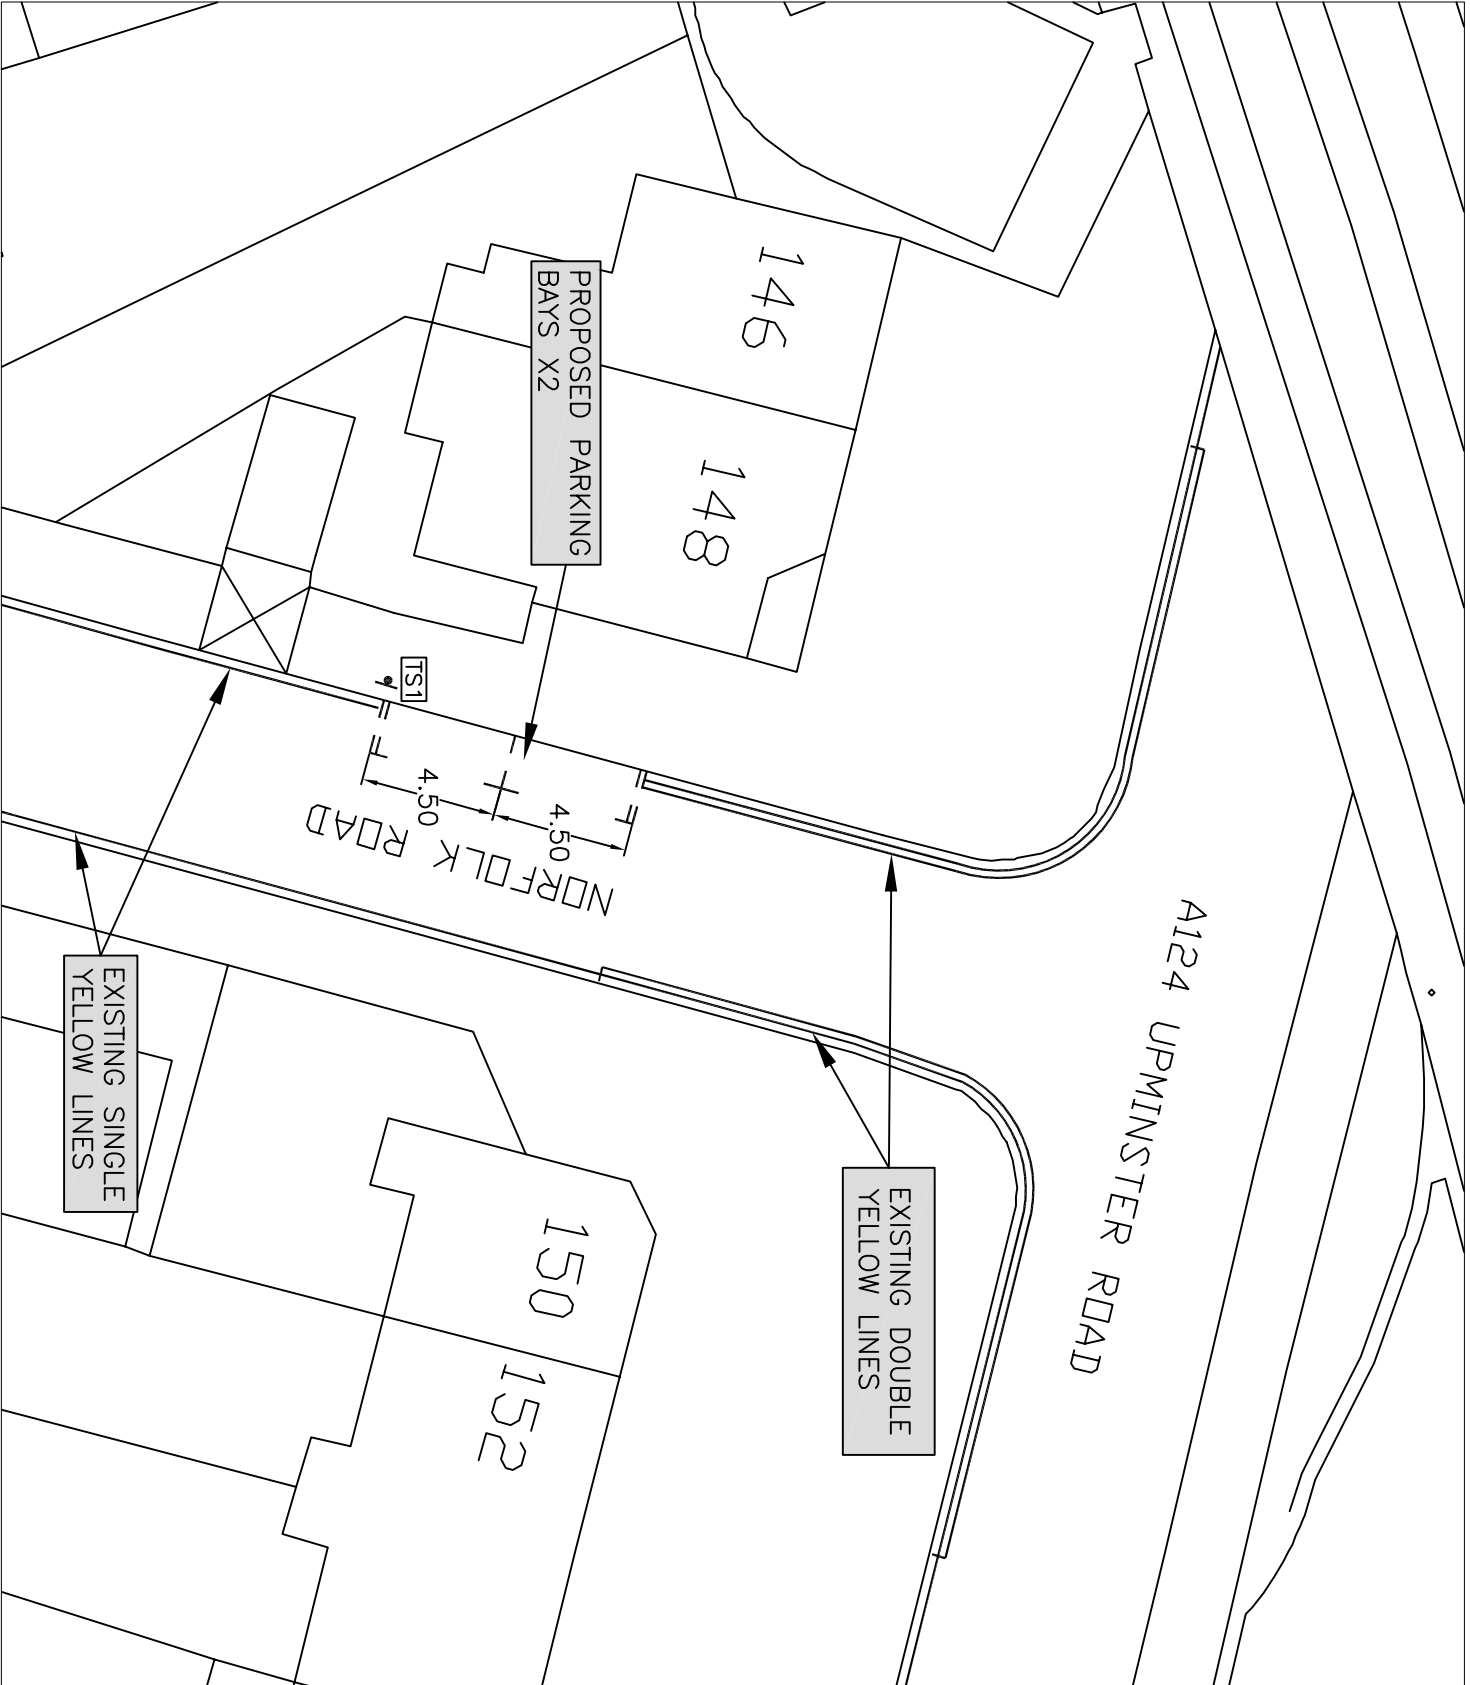 A124 UPMINSTER ROAD
146
148
PROPOSED PARKING
BAYS X2
TS1
4.50
4.50
NORFOLK ROAD
EXISTING DOUBLE
YELLOW LINES
EXISTING SINGLE
YELLOW LINES
150
152